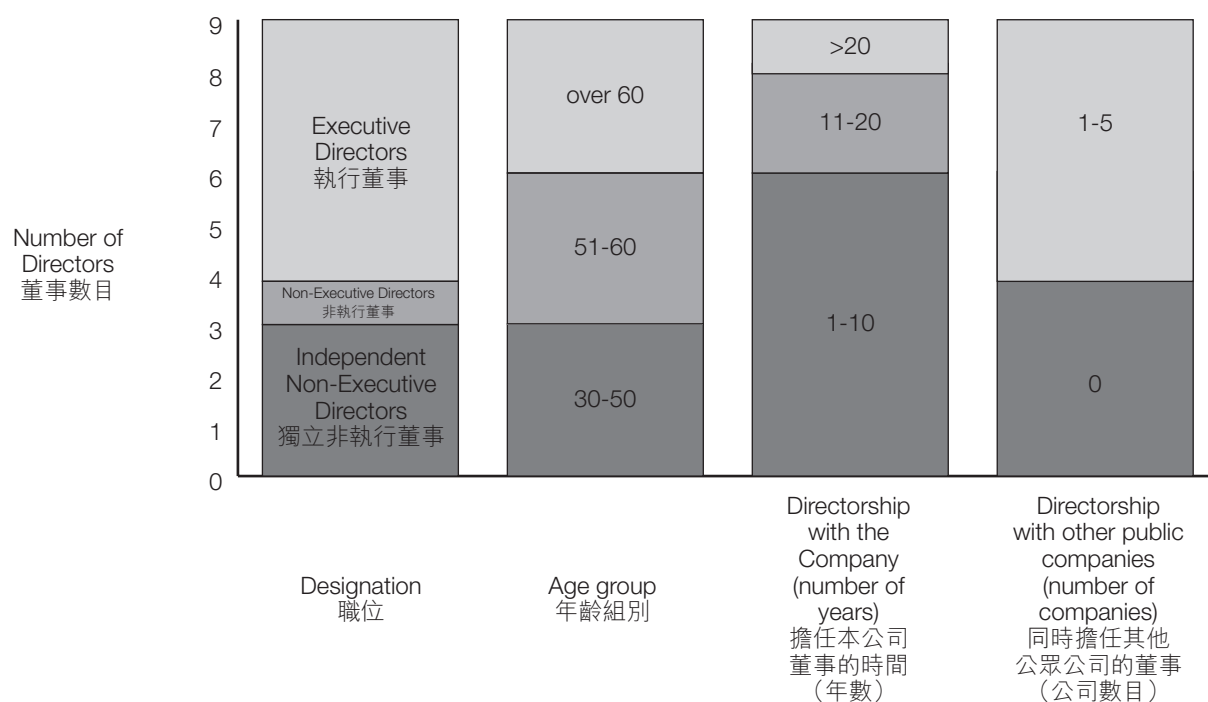 Number of
Directors
董事數目
9
8
7
6
5
4
3
2
1
0
Executive
Directors
執行董事
Non-Executive Directors
非執行董事
Independent
Non-Executive
Directors
獨立非執行董事
over 60
51-60
30-50
>20
11-20
1-10
1-5
0
Designation
職位
Age group
年齡組別
Directorship
with the
Company
(number of
years)
擔任本公司
董事的時間
（年數）
Directorship
with other public
companies
(number of
companies)
同時擔任其他
公眾公司的董事
（公司數目）